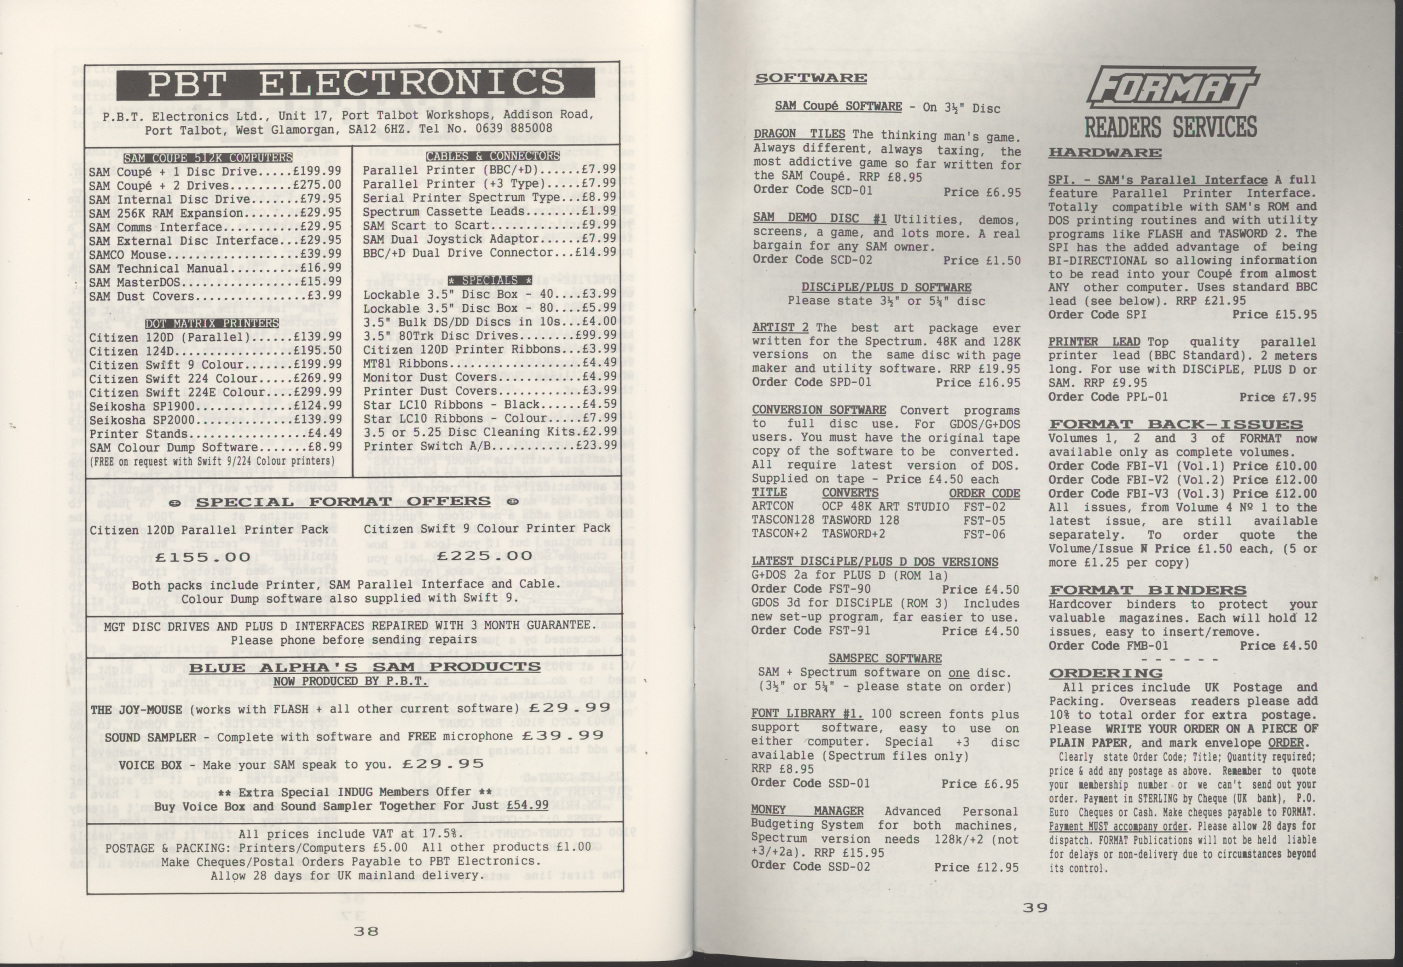 PBT ELECTRONICS
P.B.T. Electronics Ltd., Unit 17, Port Talbot Workshops, Addison Road,
Port Talbot, West Glamorgan, SA12 6HZ. Tel No. 0639 885008
SAM COUPE 512K COMPUTERS
SAM Coupé + 1 Disc Drive.....£199.99
SAM Coupé + 2 Drives.........£275.00
SAM Internal Disc Drive.......£79.95
SAM 256K RAM Expansion........£29.95
SAM Comms Interface...........£29.95
SAM External Disc Interface...£29.95
SAMCO Mouse...................£39.99
SAM Technical Manual..........£16.99
SAM MasterDOS.................£15.99
SAM Dust Covers................£3.99
DOT MATRIX PRINTERS
Citizen 120D (Parallel)......£139.99
Citizen 124D.................£195.50
Citizen Swift 9 Colour.......£199.99
Citizen Swift 224 Colour.....£269.99
Citizen Swift 224E Colour....£299.99
Seikosha SP1900..............£124.99
Seikosha SP2000..............£139.99
Printer Stands.................£4.49
SAM Colour Dump Software.......£8.99
(FREE on request with Swift 9/224 Colour printers)
CABLES & CONNECTORS
Parallel Printer (BBC/+D)......£7.99
Parallel Printer (+3 Type).....£7.99
Serial Printer Spectrum Type...£8.99
Spectrum Cassette Leads........£1.99
SAM Scart to Scart.............£9.99
SAM Dual Joystick Adaptor......£7.99
BBC/+D Dual Drive Connector...£14.99
* SPECIALS *
Lockable 3.5" Disc Box - 40....£3.99
Lockable 3.5" Disc Box - 80....£5.99
3.5" Bulk DS/DD Discs in 10s...£4.00
3.5" 80Trk Disc Drives........£99.99
Citizen 120D Printer Ribbons...£3.99
MT81 Ribbons...................£4.49
Monitor Dust Covers............£4.99
Printer Dust Covers............£3.99
Star LC10 Ribbons - Black......£4.59
Star LC10 Ribbons - Colour.....£7.99
3.5 or 5.25 Disc Cleaning Kits.£2.99
Printer Switch A/B............£23.99
SPECIAL FORMAT OFFERS
Citizen 120D Parallel Printer Pack Citizen Swift 9 Colour Printer Pack
£155.00 £225.00
Both packs include Printer, SAM Parallel Interface and Cable.
Colour Dump software also supplied with Swift 9.
MGT DISC DRIVES AND PLUS D INTERFACES REPAIRED WITH 3 MONTH GUARANTEE.
Please phone before sending repairs
BLUE ALPHA'S SAM PRODUCTS
NOW PRODUCED BY P.B.T.
THE JOY-MOUSE (works with FLASH + all other current software) £29.99
SOUND SAMPLER - Complete with software and FREE microphone £39.99
VOICE BOX - Make your SAM speak to you. £29.95
** Extra Special INDUG Members Offer **
Buy Voice Box and Sound Sampler Together For Just £54.99
All prices include VAT at 17.5%.
POSTAGE & PACKING: Printers/Computers £5.00 All other products £1.00
Make Cheques/Postal Orders Payable to PBT Electronics.
Allow 28 days for UK mainland delivery.
38
SOFTWARE
SAM Coupé SOFTWARE - On 3½" Disc
DRAGON TILES The thinking man's game.
Always different, always taxing, the
most addictive game so far written for
the SAM Coupé. RRP £8.95
Order Code SCD-01 Price £6.95
SAM DEMO DISC #1 Utilities, demos,
screens, a game, and lots more. A real
bargain for any SAM owner.
Order Code SCD-02 Price £1.50
DISCiPLE/PLUS D SOFTWARE
Please state 3½" or 5¼" disc
ARTIST 2 The best art package ever
written for the Spectrum. 48K and 128K
versions on the same disc with page
maker and utility software. RRP £19.95
Order Code SPD-01 Price £16.95
CONVERSION SOFTWARE Convert programs
to full disc use. For GDOS/G+DOS
users. You must have the original tape
copy of the software to be converted.
All require latest version of DOS.
Supplied on tape - Price £4.50 each
TITLE CONVERTS ORDER CODE
ARTCON OCP 48K ART STUDIO FST-02
TASCON128 TASWORD 128 FST-05
TASCON+2 TASWORD+2 FST-06
LATEST DISCiPLE/PLUS D DOS VERSIONS
G+DOS 2a for PLUS D (ROM 1a)
Order Code FST-90 Price £4.50
GDOS 3d for DISCiPLE (ROM 3) Includes
new set-up program, far easier to use.
Order Code FST-91 Price £4.50
SAMSPEC SOFTWARE
SAM + Spectrum software on one disc.
(3½" or 5¼" - please state on order)
FONT LIBRARY #1. 100 screen fonts plus
support software, easy to use on
either computer. Special +3 disc
available (Spectrum files only)
RRP £8.95
Order Code SSD-01 Price £6.95
MONEY MANAGER Advanced Personal
Budgeting System for both machines,
Spectrum version needs 128k/+2 (not
+3/+2a). RRP £15.95
Order Code SSD-02 Price £12.95
FORMAT
READERS SERVICES
HARDWARE
SPI. - SAM's Parallel Interface A full
feature Parallel Printer Interface.
Totally compatible with SAM's ROM and
DOS printing routines and with utility
programs like FLASH and TASWORD 2. The
SPI has the added advantage of being
BI-DIRECTIONAL so allowing information
to be read into your Coupé from almost
ANY other computer. Uses standard BBC
lead (see below). RRP £21.95
Order Code SPI Price £15.95
PRINTER LEAD Top quality parallel
printer lead (BBC Standard). 2 meters
long. For use with DISCiPLE, PLUS D or
SAM. RRP £9.95
Order Code PPL-01 Price £7.95
FORMAT BACK-ISSUES
Volumes 1, 2 and 3 of FORMAT now
available only as complete volumes.
Order Code FBI-V1 (Vol.1) Price £10.00
Order Code FBI-V2 (Vol.2) Price £12.00
Order Code FBI-V3 (Vol.3) Price £12.00
All issues, from Volume 4 Nº 1 to the
latest issue, are still available
separately. To order quote the
Volume/Issue № Price £1.50 each, (5 or
more £1.25 per copy)
FORMAT BINDERS
Hardcover binders to protect your
valuable magazines. Each will hold 12
issues, easy to insert/remove.
Order Code FMB-01 Price £4.50
- - - - - -
ORDERING
All prices include UK Postage and
Packing. Overseas readers please add
10% to total order for extra postage.
Please WRITE YOUR ORDER ON A PIECE OF
PLAIN PAPER, and mark envelope ORDER.
Clearly state Order Code; Title; Quantity required;
price & add any postage as above. Remember to quote
your membership number or we can't send out your
order. Payment in STERLING by Cheque (UK bank), P.O.
Euro Cheques or Cash. Make cheques payable to FORMAT.
Payment MUST accompany order. Please allow 28 days for
dispatch. FORMAT Publications will not be held liable
for delays or non-delivery due to circumstances beyond
its control.
39